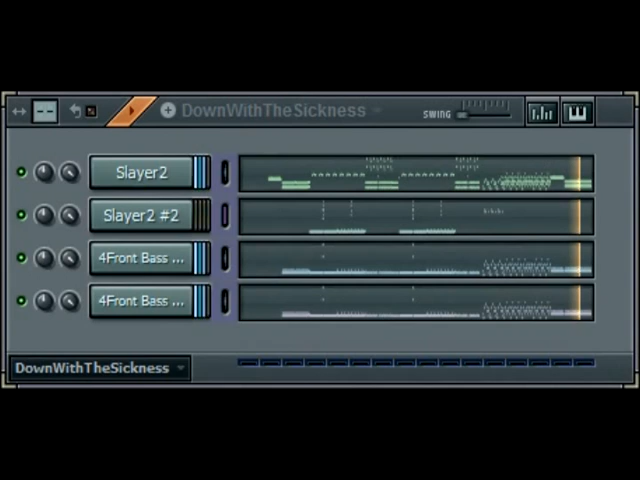 DownWithTheSickness
SWING
Slayer2
Slayer2 #2
4Front Bass ...
4Front Bass ...
DownWithTheSickness